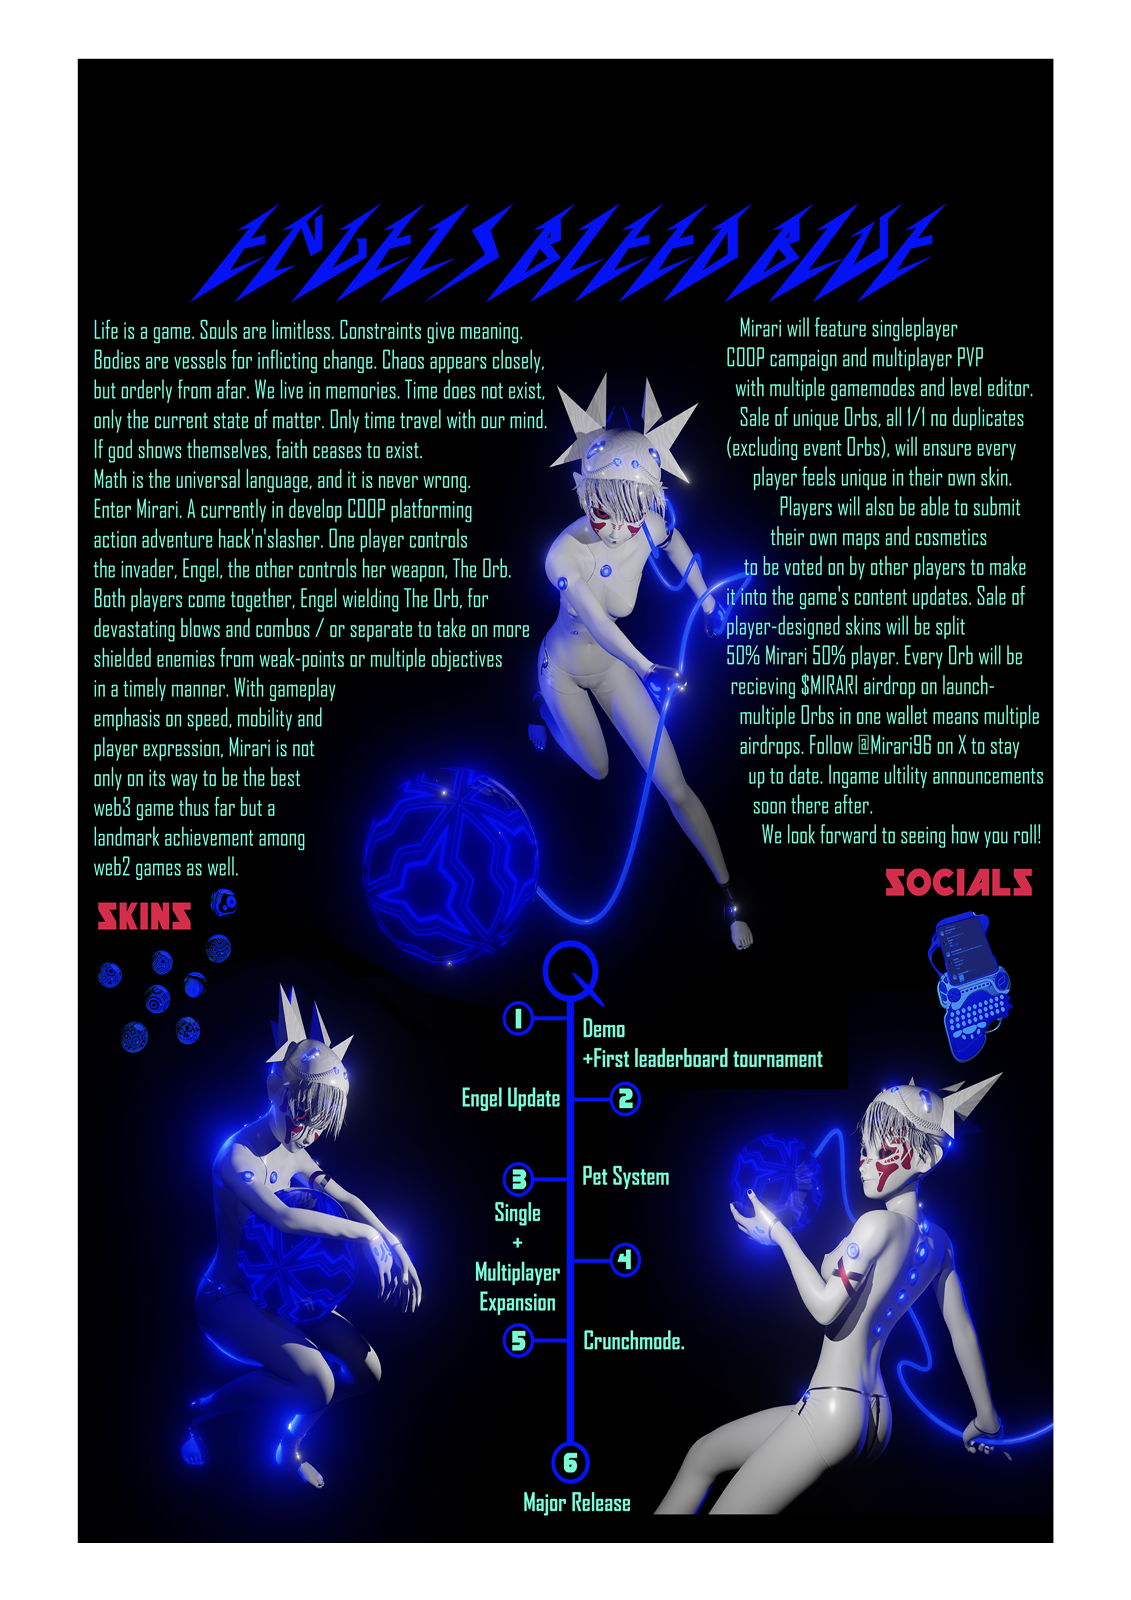 ENGELS BLEED BLUE
Life is a game. Souls are limitless. Constraints give meaning.
Bodies are vessels for inflicting change. Chaos appears closely,
but orderly from afar. We live in memories. Time does not exist,
only the current state of matter. Only time travel with our mind.
If god shows themselves, faith ceases to exist.
Math is the universal language, and it is never wrong.
Enter Mirari. A currently in develop COOP platforming
action adventure hack'n'slasher. One player controls
the invader, Engel, the other controls her weapon, The Orb.
Both players come together, Engel wielding The Orb, for
devastating blows and combos / or separate to take on more
shielded enemies from weak-points or multiple objectives
in a timely manner. With gameplay
emphasis on speed, mobility and
player expression, Mirari is not
only on its way to be the best
web3 game thus far but a
landmark achievement among
web2 games as well.
Mirari will feature singleplayer
COOP campaign and multiplayer PVP
with multiple gamemodes and level editor.
Sale of unique Orbs, all 1/1 no duplicates
(excluding event Orbs), will ensure every
player feels unique in their own skin.
Players will also be able to submit
their own maps and cosmetics
to be voted on by other players to make
it into the game's content updates. Sale of
player-designed skins will be split
50% Mirari 50% player. Every Orb will be
recieving $MIRARI airdrop on launch-
multiple Orbs in one wallet means multiple
airdrops. Follow @Mirari96 on X to stay
up to date. Ingame ultility announcements
soon there after.
We look forward to seeing how you roll!
SKINS
SOCIALS
1
Demo
+First leaderboard tournament
Engel Update
2
3
Pet System
Single
+
Multiplayer
Expansion
4
5
Crunchmode.
6
Major Release